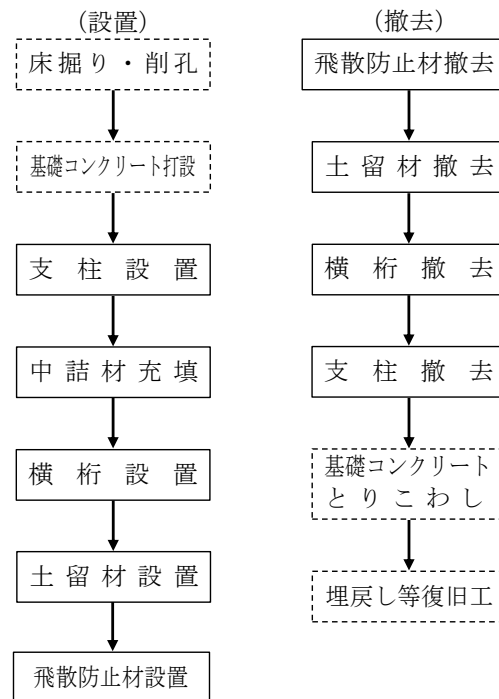 (設置)
床掘り・削孔
基礎コンクリート打設
支柱設置
中詰材充填
横桁設置
土留材設置
飛散防止材設置
(撤去)
飛散防止材撤去
土留材撤去
横桁撤去
支柱撤去
基礎コンクリート
とりこわし
埋戻し等復旧工